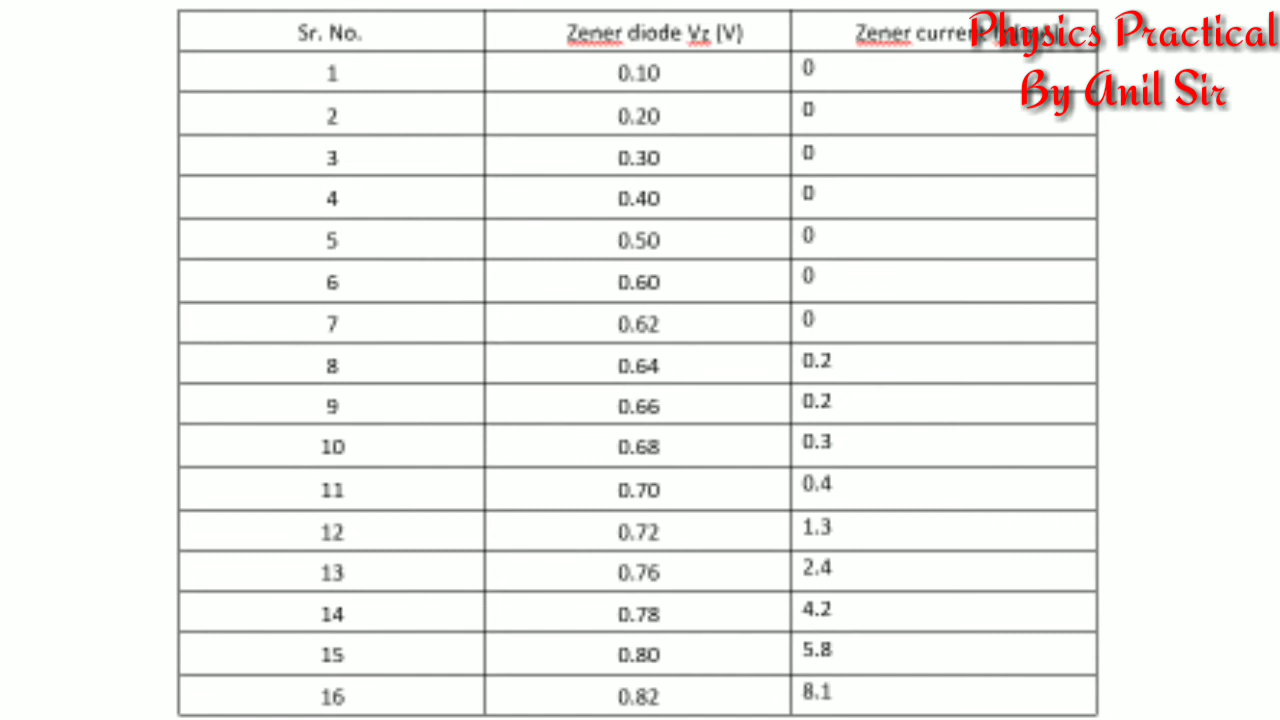 Sr. No. Zener diode Vz (V) Zener
Physics Practical
By Anil Sir
1 0.10 0
2 0.20 0
3 0.30 0
4 0.40 0
5 0.50 0
6 0.60 0
7 0.62 0
8 0.64 0.2
9 0.66 0.2
10 0.68 0.3
11 0.70 0.4
12 0.72 1.3
13 0.76 2.4
14 0.78 4.2
15 0.80 5.8
16 0.82 8.1